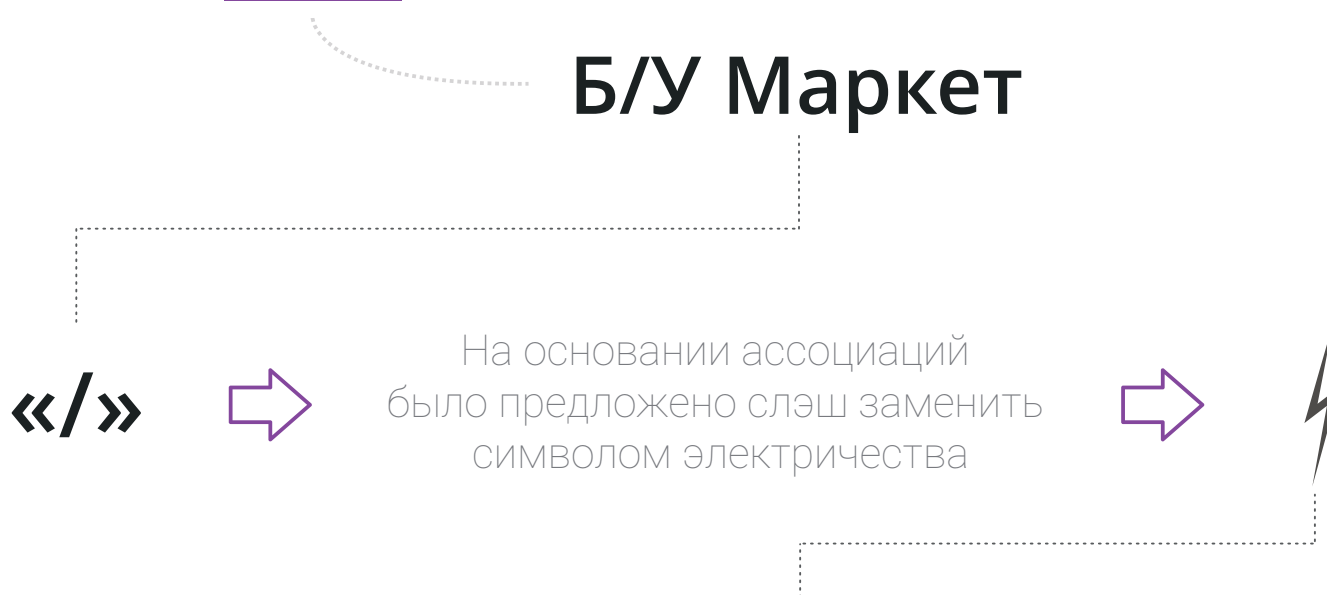 Б/У Маркет
«/»
На основании ассоциаций
было предложено слэш заменить
символом электричества